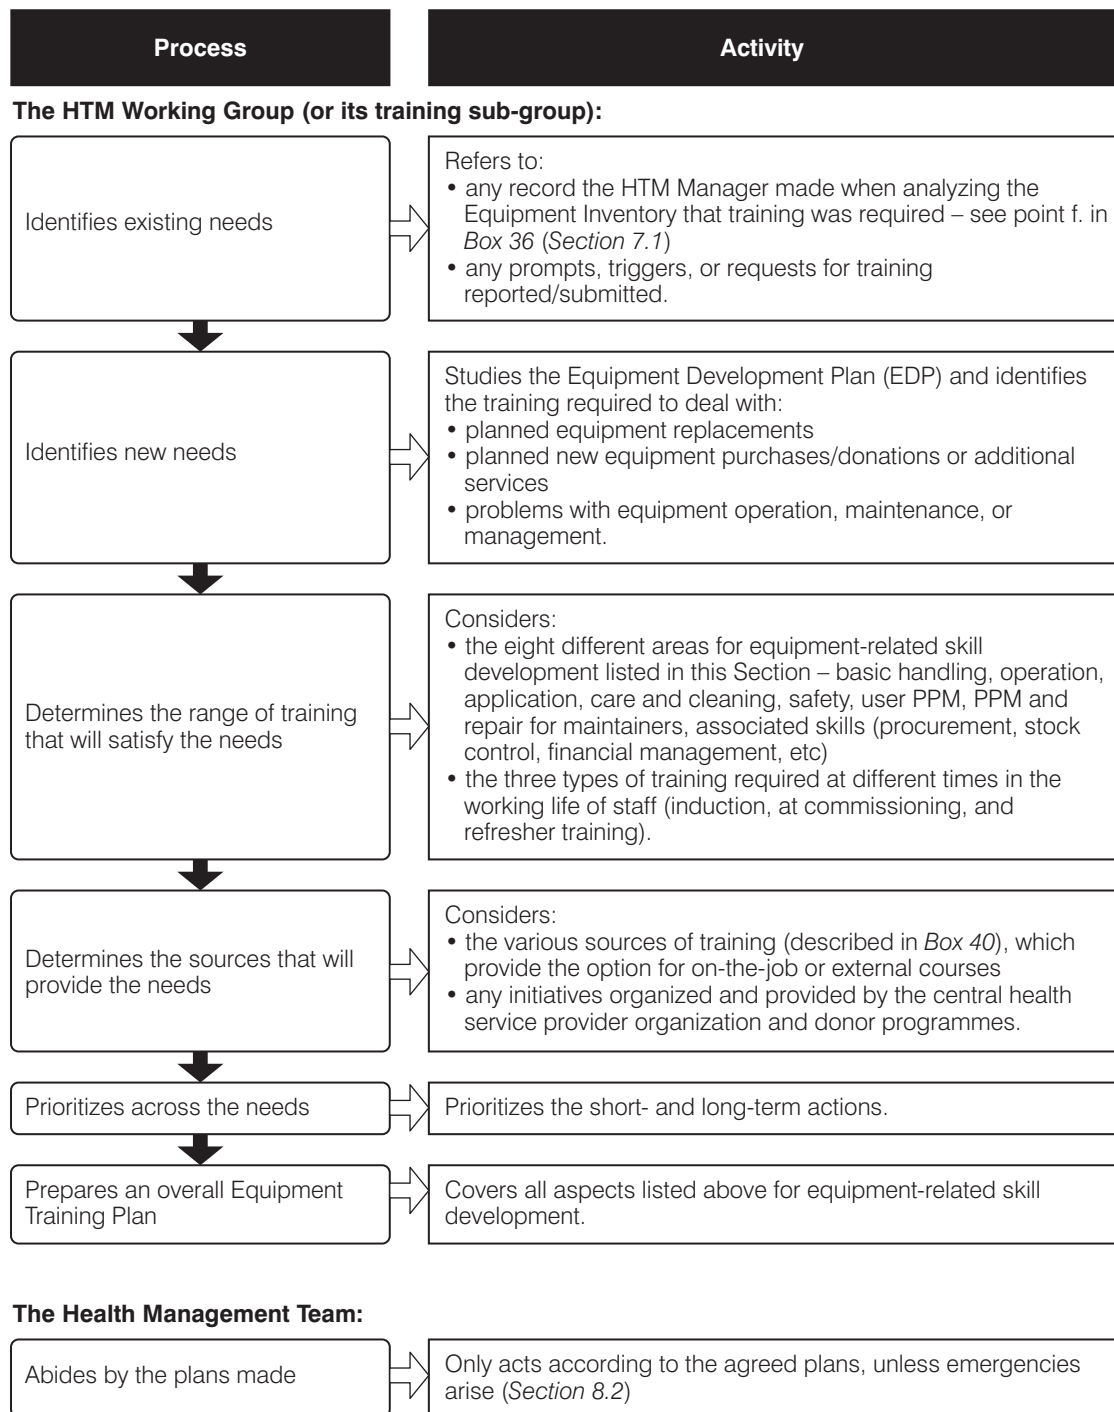 Process
Activity
The HTM Working Group (or its training sub-group):
Identifies existing needs
Refers to:
• any record the HTM Manager made when analyzing the
Equipment Inventory that training was required – see point f. in
Box 36 (Section 7.1)
• any prompts, triggers, or requests for training
reported/submitted.
Identifies new needs
Studies the Equipment Development Plan (EDP) and identifies
the training required to deal with:
• planned equipment replacements
• planned new equipment purchases/donations or additional
services
• problems with equipment operation, maintenance, or
management.
Determines the range of training
that will satisfy the needs
Considers:
• the eight different areas for equipment-related skill
development listed in this Section – basic handling, operation,
application, care and cleaning, safety, user PPM, PPM and
repair for maintainers, associated skills (procurement, stock
control, financial management, etc)
• the three types of training required at different times in the
working life of staff (induction, at commissioning, and
refresher training).
Determines the sources that will
provide the needs
Considers:
• the various sources of training (described in Box 40), which
provide the option for on-the-job or external courses
• any initiatives organized and provided by the central health
service provider organization and donor programmes.
Prioritizes across the needs
Prioritizes the short- and long-term actions.
Prepares an overall Equipment
Training Plan
Covers all aspects listed above for equipment-related skill
development.
The Health Management Team:
Abides by the plans made
Only acts according to the agreed plans, unless emergencies
arise (Section 8.2)